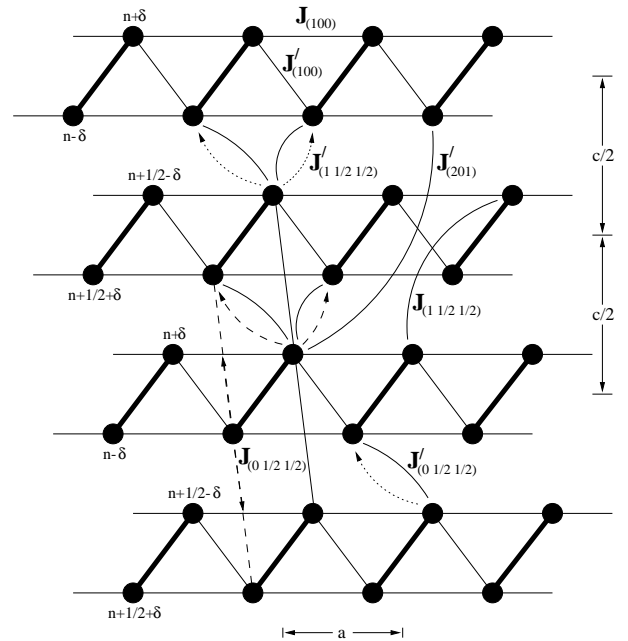 n+δ
J(100)
J′(100)
c/2
n-δ
J′(1 1/2 1/2)
J′(201)
n+1/2-δ
c/2
n+1/2+δ
J(1 1/2 1/2)
n+δ
n-δ
J(0 1/2 1/2)
J′(0 1/2 1/2)
n+1/2-δ
n+1/2+δ
a